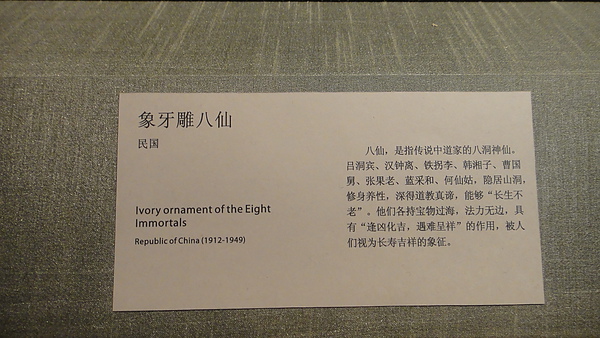 象牙雕八仙
民国
Ivory ornament of the Eight
Immortals
Republic of China (1912-1949)
八仙，是指传说中道家的八洞神仙。
吕洞宾、汉钟离、铁拐李、韩湘子、曹国
舅、张果老、蓝采和、何仙姑，隐居山洞，
修身养性，深得道教真谛，能够“长生不
老”。他们各持宝物过海，法力无边，具
有“逢凶化吉，遇难呈祥”的作用，被人
们视为长寿吉祥的象征。